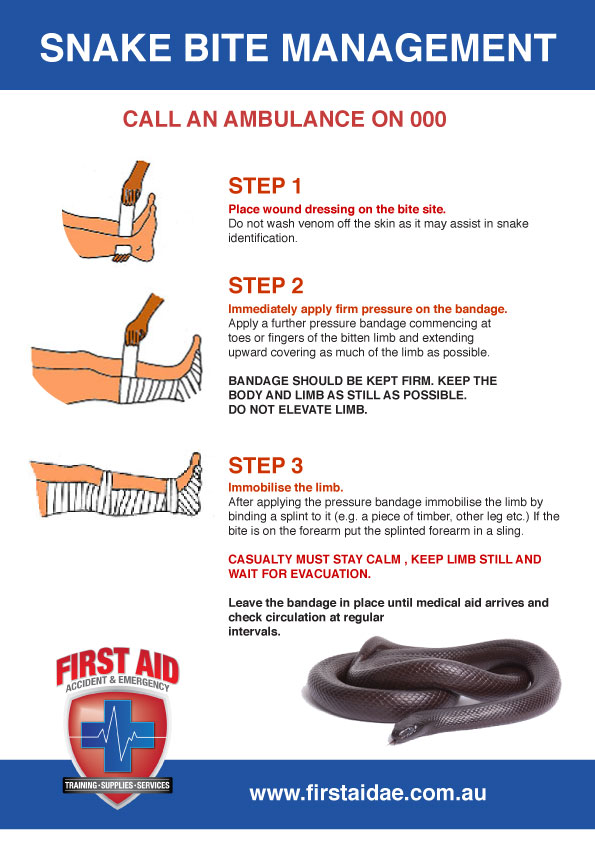 SNAKE BITE MANAGEMENT
CALL AN AMBULANCE ON 000
STEP 1
Place wound dressing on the bite site.
Do not wash venom off the skin as it may assist in snake
identification.
STEP 2
Immediately apply firm pressure on the bandage.
Apply a further pressure bandage commencing at
toes or fingers of the bitten limb and extending
upward covering as much of the limb as possible.
BANDAGE SHOULD BE KEPT FIRM. KEEP THE
BODY AND LIMB AS STILL AS POSSIBLE.
DO NOT ELEVATE LIMB.
STEP 3
Immobilise the limb.
After applying the pressure bandage immobilise the limb by
binding a splint to it (e.g. a piece of timber, other leg etc.) If the
bite is on the forearm put the splinted forearm in a sling.
CASUALTY MUST STAY CALM , KEEP LIMB STILL AND
WAIT FOR EVACUATION.
Leave the bandage in place until medical aid arrives and
check circulation at regular
intervals.
FIRST AID
ACCIDENT & EMERGENCY
TRAINING • SUPPLIES • SERVICES
www.firstaidae.com.au